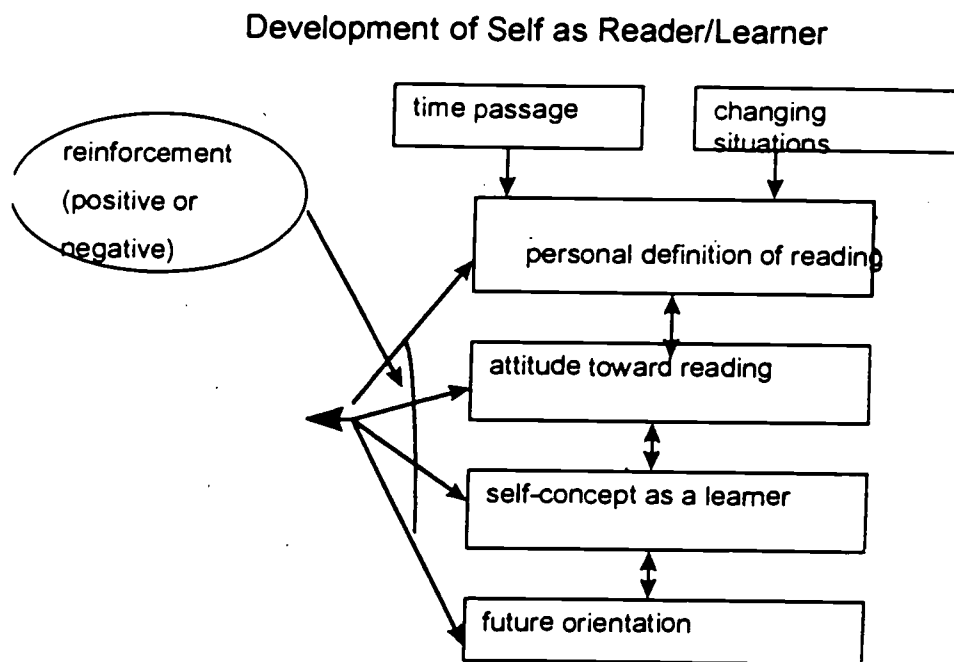 Development of Self as Reader/Learner
time passage
changing
situations
reinforcement
(positive or
negative)
personal definition of reading
attitude toward reading
self-concept as a learner
future orientation